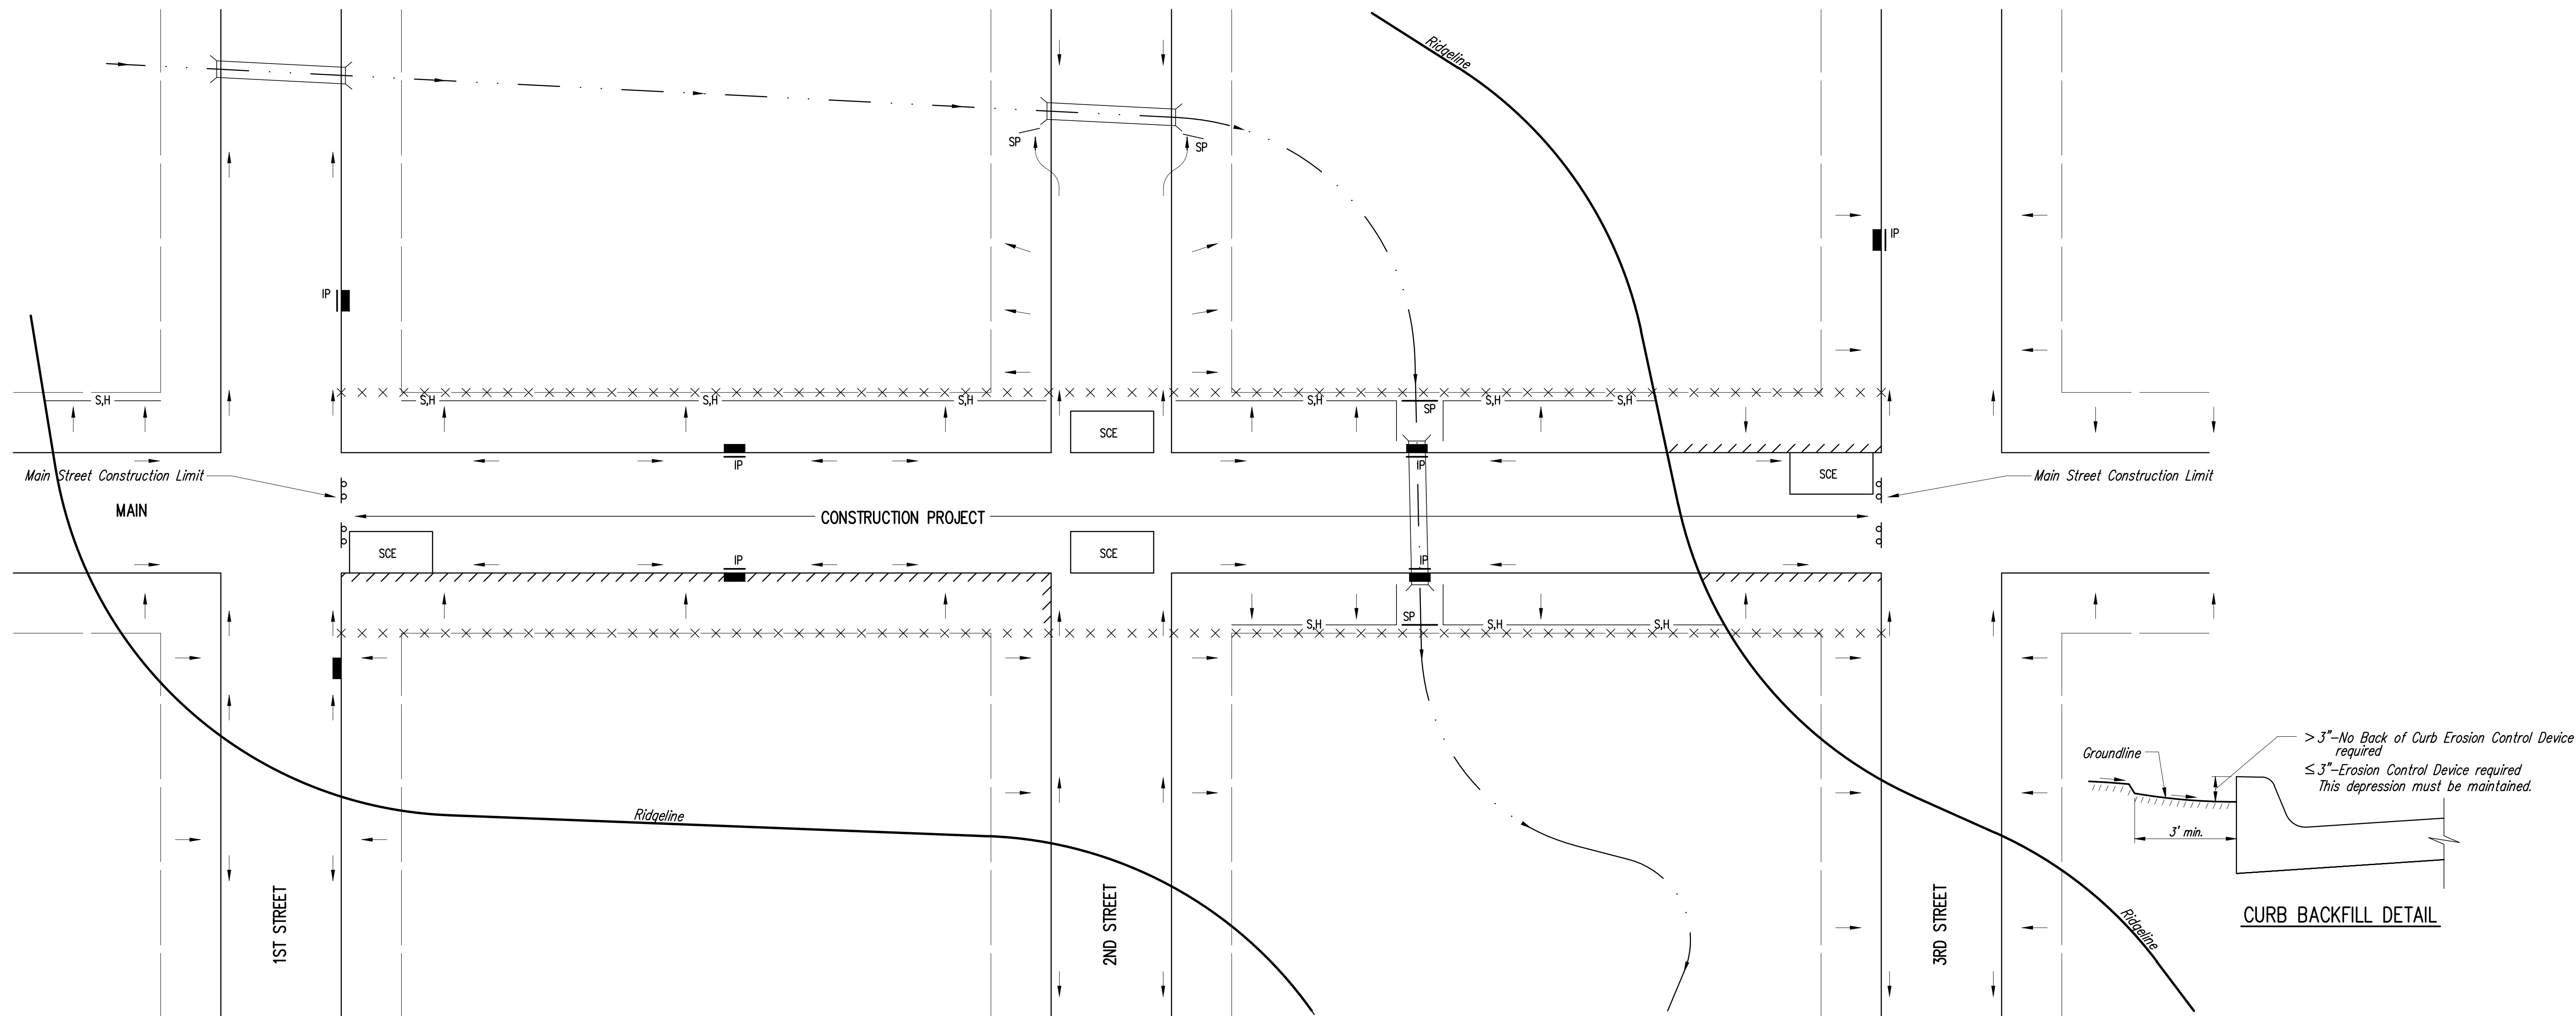 Ridgeline
SP
SP
IP
IP
S,H
S,H
S,H
S,H
S,H
S,H
S,H
SP
SCE
IP
IP
SCE
Main Street Construction Limit
Main Street Construction Limit
MAIN
CONSTRUCTION PROJECT
SCE
SCE
IP
IP
SP
S,H
S,H
S,H
Ridgeline
1ST STREET
2ND STREET
3RD STREET
Ridgeline
Groundline
> 3"-No Back of Curb Erosion Control Device
required
≤ 3"-Erosion Control Device required
This depression must be maintained.
3' min.
CURB BACKFILL DETAIL